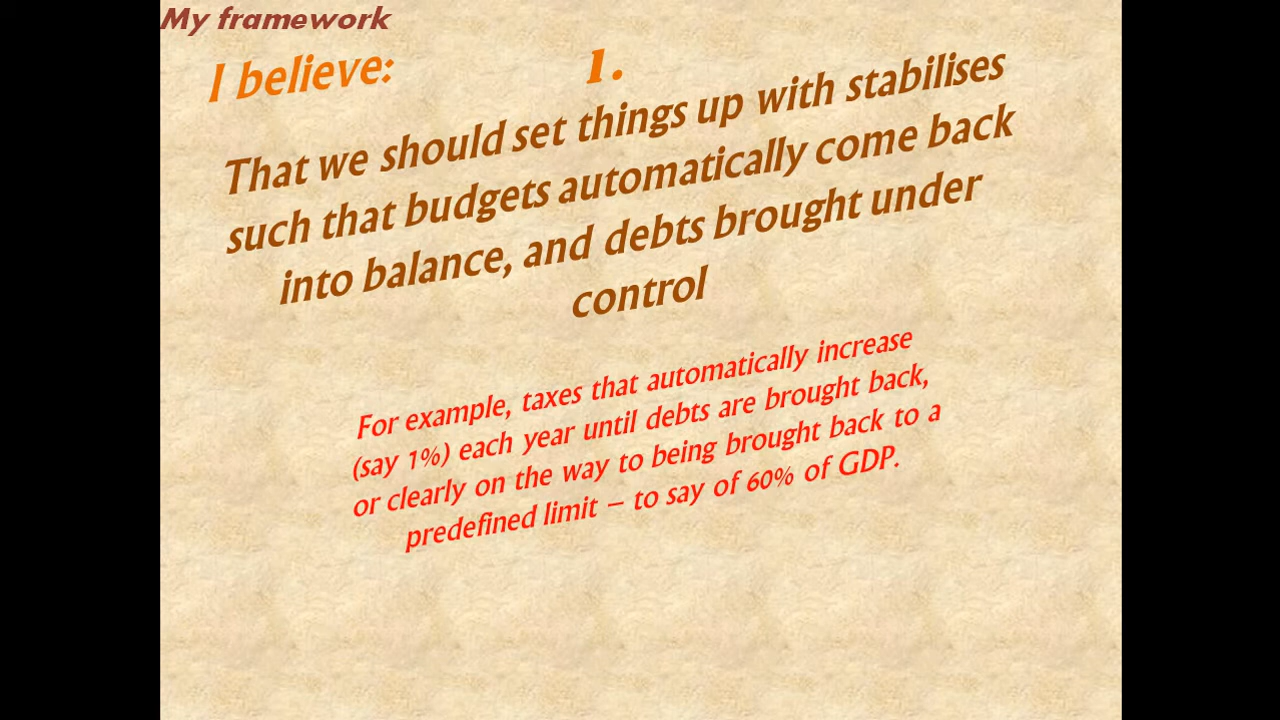 My framework
I believe:
1.
That we should set things up with stabilises
such that budgets automatically come back
into balance, and debts brought under
control
For example, taxes that automatically increase
(say 1%) each year until debts are brought back,
or clearly on the way to being brought back to a
predefined limit – to say of 60% of GDP.